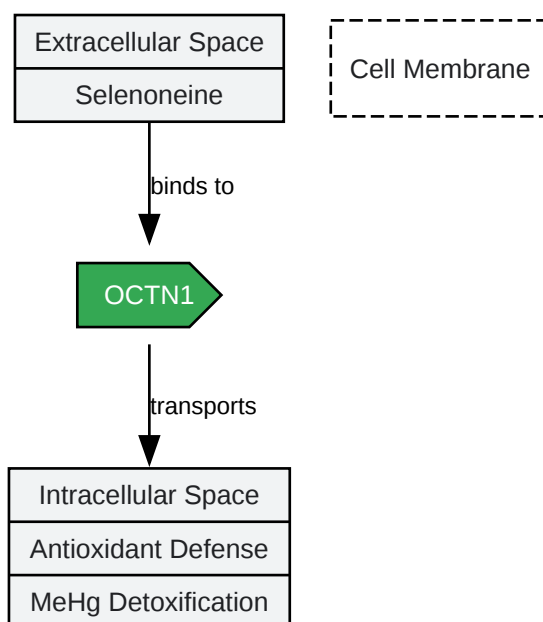 Extracellular Space
Selenoneine
Cell Membrane
binds to
OCTN1
transports
Intracellular Space
Antioxidant Defense
MeHg Detoxification